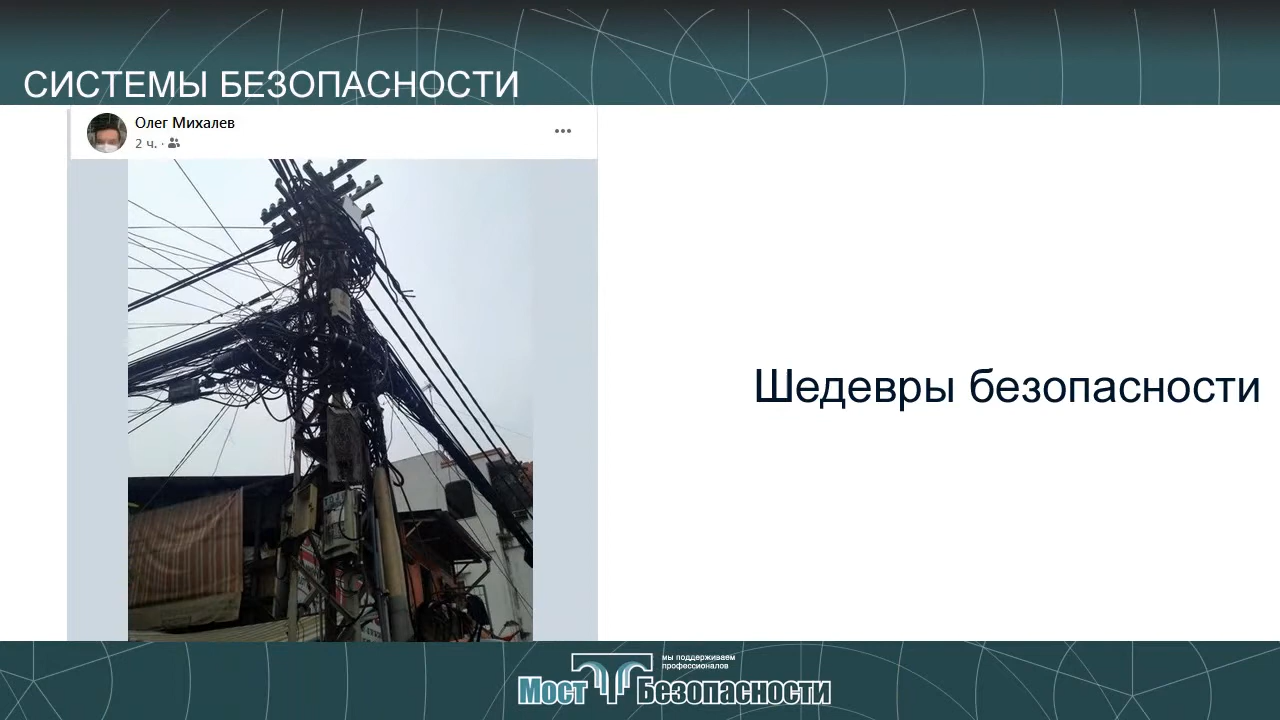 СИСТЕМЫ БЕЗОПАСНОСТИ
Олег Михалев
2 ч. ·
Шедевры безопасности
мы поддерживаем
профессионалов
Мост Безопасности